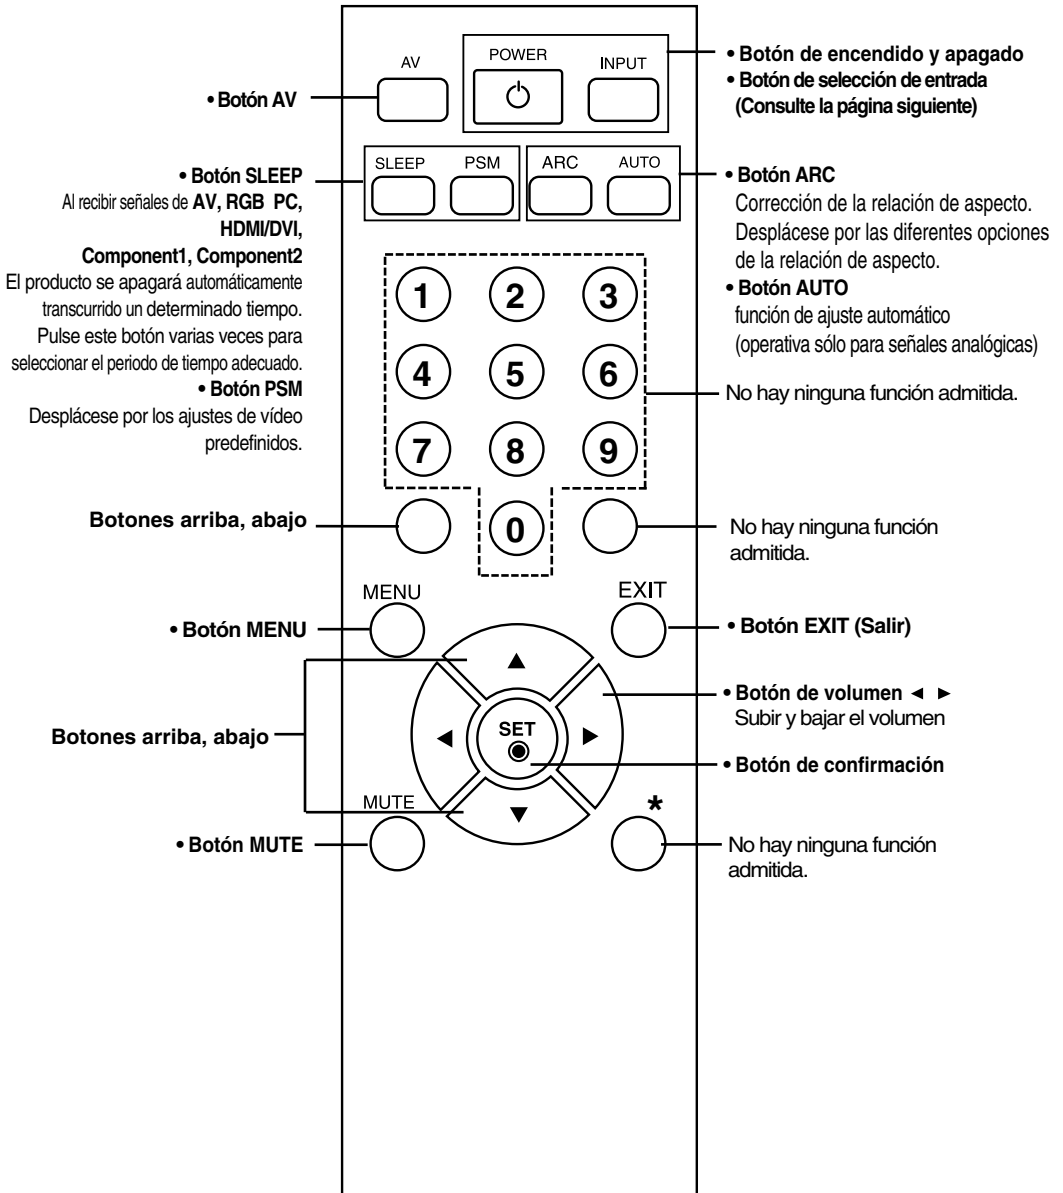 POWER
AV
INPUT
• Botón AV
• Botón de encendido y apagado
• Botón de selección de entrada
(Consulte la página siguiente)
SLEEP
PSM
ARC
AUTO
• Botón SLEEP
Al recibir señales de AV, RGB PC,
HDMI/DVI,
Component1, Component2
El producto se apagará automáticamente
transcurrido un determinado tiempo.
Pulse este botón varias veces para
seleccionar el periodo de tiempo adecuado.
• Botón PSM
Desplácese por los ajustes de vídeo
predefinidos.
• Botón ARC
Corrección de la relación de aspecto.
Desplácese por las diferentes opciones
de la relación de aspecto.
• Botón AUTO
función de ajuste automático
(operativa sólo para señales analógicas)
1 2 3
4 5 6
7 8 9
0
No hay ninguna función admitida.
Botones arriba, abajo
No hay ninguna función
admitida.
MENU
EXIT
• Botón MENU
• Botón EXIT (Salir)
▲
◄
SET
►
▼
• Botón de volumen ◄ ►
Subir y bajar el volumen
Botones arriba, abajo
• Botón de confirmación
MUTE
*
• Botón MUTE
No hay ninguna función
admitida.